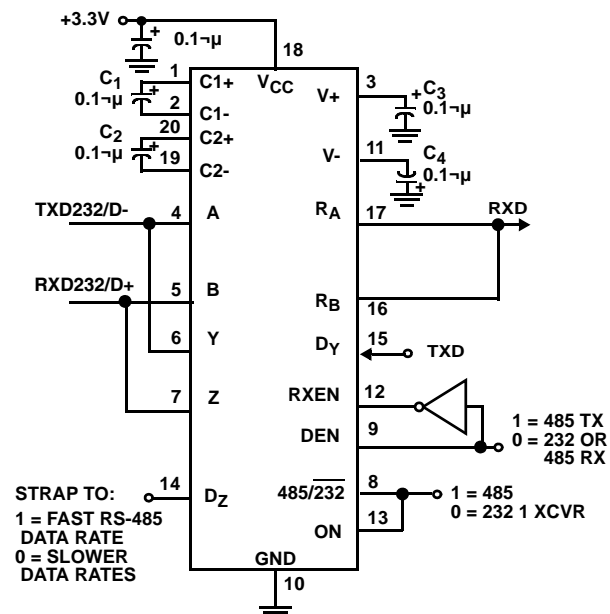 +3.3V
+ 0.1¬µ
18
1 C1+ VCC
C1
0.1¬µ +
2 C1-
20 C2+
C2
0.1¬µ +
19 C2-
3 V+
+ C3
0.1¬µ
11 V-
C4
0.1¬µ
+
TXD232/D- 4 A
RA 17 RXD
RXD232/D+ 5 B
RB 16
6 Y
DY 15 TXD
7 Z
RXEN 12
DEN 9
1 = 485 TX
0 = 232 OR
485 RX
14 DZ
STRAP TO:
1 = FAST RS-485
DATA RATE
0 = SLOWER
DATA RATES
485/232 8
1 = 485
0 = 232 1 XCVR
ON 13
GND
10